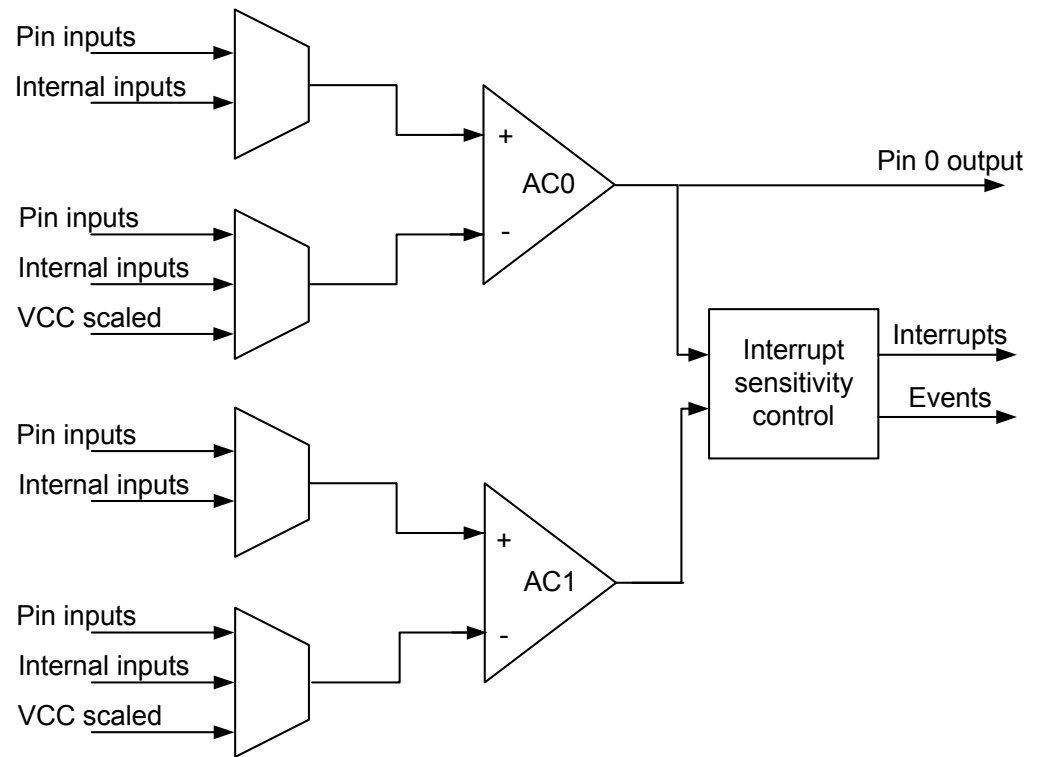 Pin inputs
Internal inputs
+
AC0
-
Pin 0 output
Pin inputs
Internal inputs
VCC scaled
Interrupt
sensitivity
control
Interrupts
Events
Pin inputs
Internal inputs
+
AC1
-
Pin inputs
Internal inputs
VCC scaled